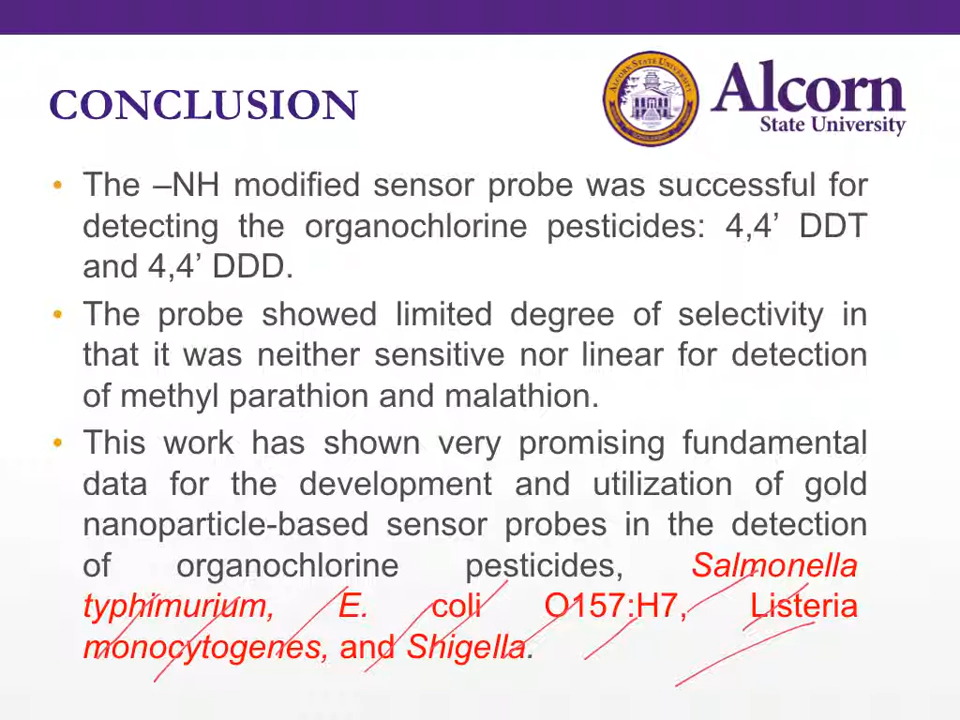 CONCLUSION
ALCORN STATE UNIVERSITY
Alcorn
State University
• The –NH modified sensor probe was successful for
detecting the organochlorine pesticides: 4,4’ DDT
and 4,4’ DDD.
• The probe showed limited degree of selectivity in
that it was neither sensitive nor linear for detection
of methyl parathion and malathion.
• This work has shown very promising fundamental
data for the development and utilization of gold
nanoparticle-based sensor probes in the detection
of organochlorine pesticides, Salmonella
typhimurium, E. coli O157:H7, Listeria
monocytogenes, and Shigella.